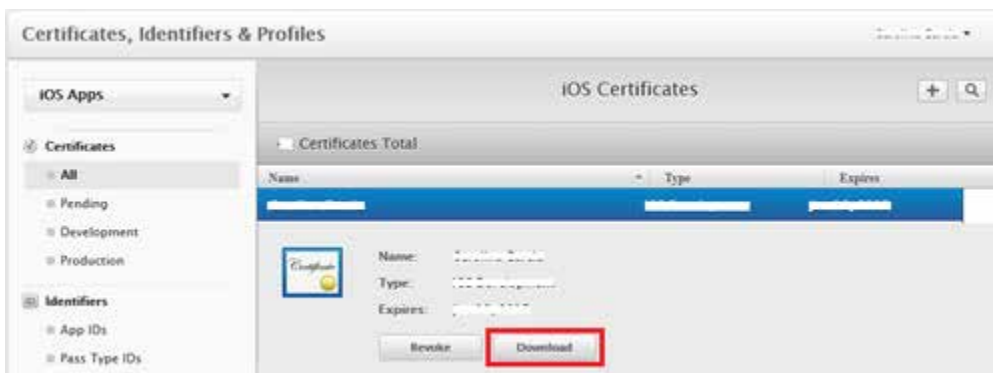 Certificates, Identifiers & Profiles
iOS Apps
iOS Certificates
Certificates
Certificates Total
All
Name Type Expires
Pending
Development
Production
Certificate
Name:
Type:
Expires:
Identifiers
App IDs
Revoke Download
Pass Type IDs